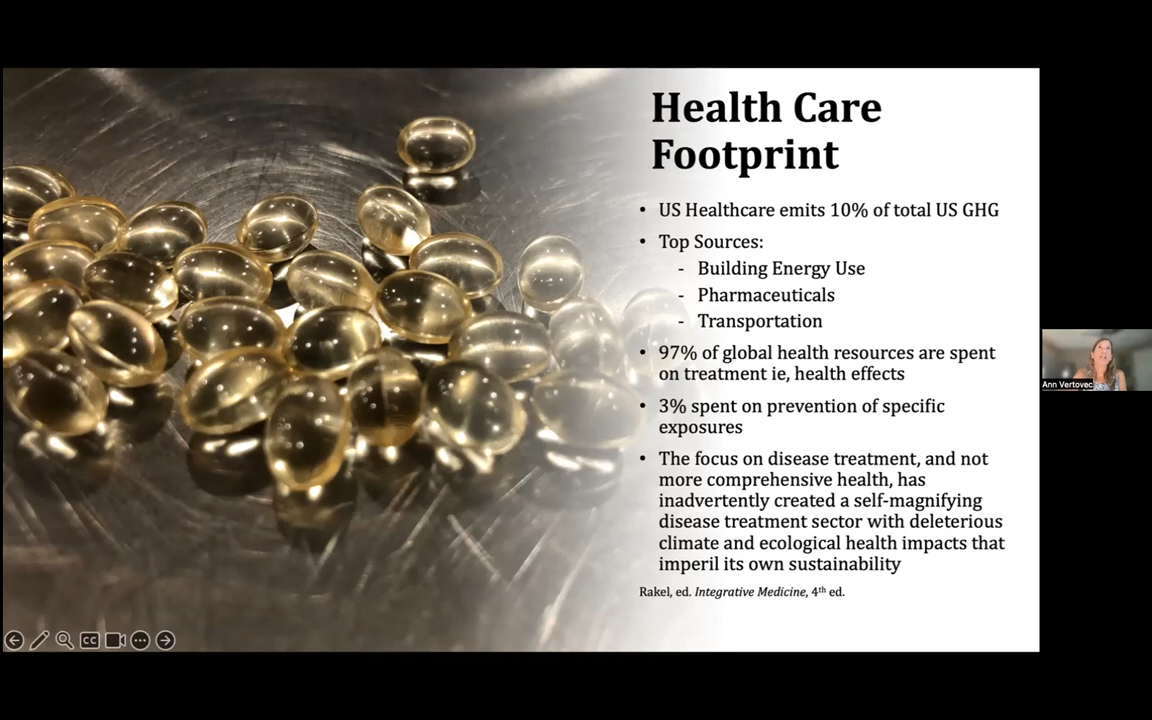 Health Care
Footprint
• US Healthcare emits 10% of total US GHG
• Top Sources:
- Building Energy Use
- Pharmaceuticals
- Transportation
• 97% of global health resources are spent
on treatment ie, health effects
• 3% spent on prevention of specific
exposures
• The focus on disease treatment, and not
more comprehensive health, has
inadvertently created a self-magnifying
disease treatment sector with deleterious
climate and ecological health impacts that
imperil its own sustainability
Rakel, ed. Integrative Medicine, 4th ed.
Ann Vertovec
CC